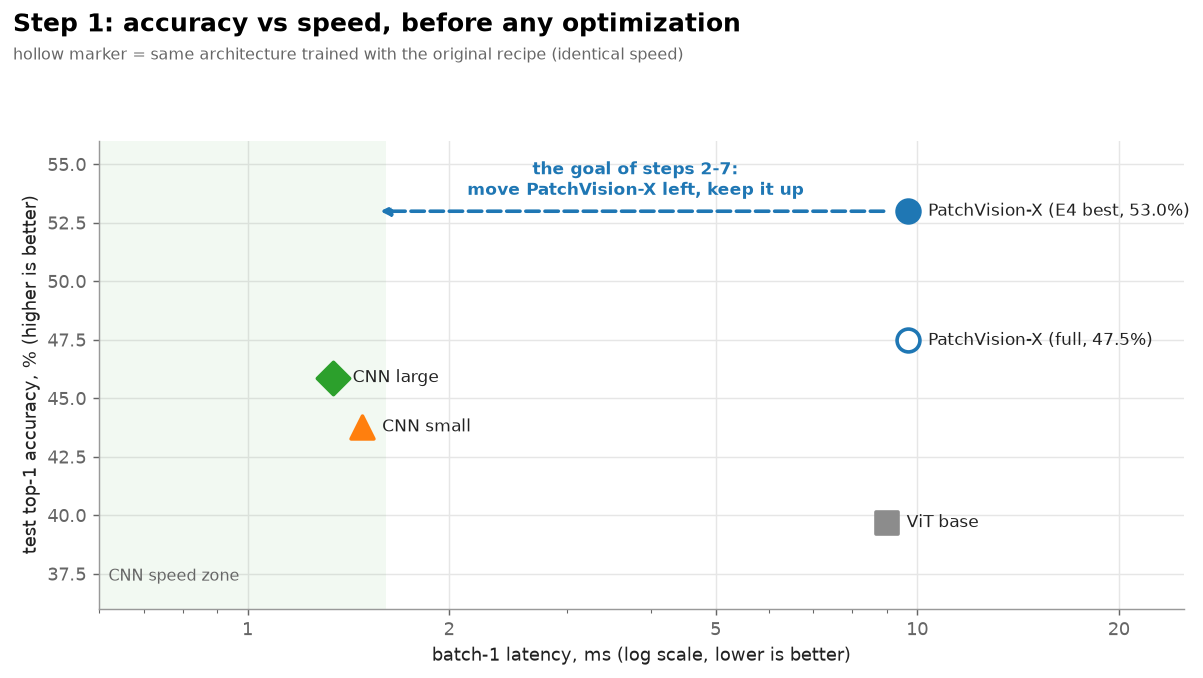 Step 1: accuracy vs speed, before any optimization
hollow marker = same architecture trained with the original recipe (identical speed)
test top-1 accuracy, % (higher is better)
55.0
52.5
50.0
47.5
45.0
42.5
40.0
37.5
the goal of steps 2-7:
move PatchVision-X left, keep it up
PatchVision-X (E4 best, 53.0%)
PatchVision-X (full, 47.5%)
CNN large
CNN small
ViT base
CNN speed zone
1
2
5
10
20
batch-1 latency, ms (log scale, lower is better)